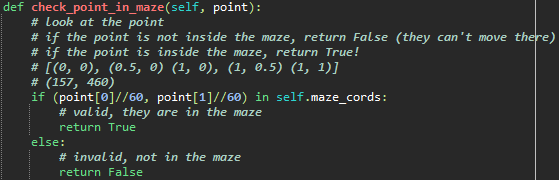 def check_point_in_maze(self, point):
# look at the point
# if the point is not inside the maze, return False (they can't move there)
# if the point is inside the maze, return True!
# [(0, 0), (0.5, 0) (1, 0), (1, 0.5) (1, 1)]
# (157, 460)
if (point[0]//60, point[1]//60) in self.maze_cords:
# valid, they are in the maze
return True
else:
# invalid, not in the maze
return False